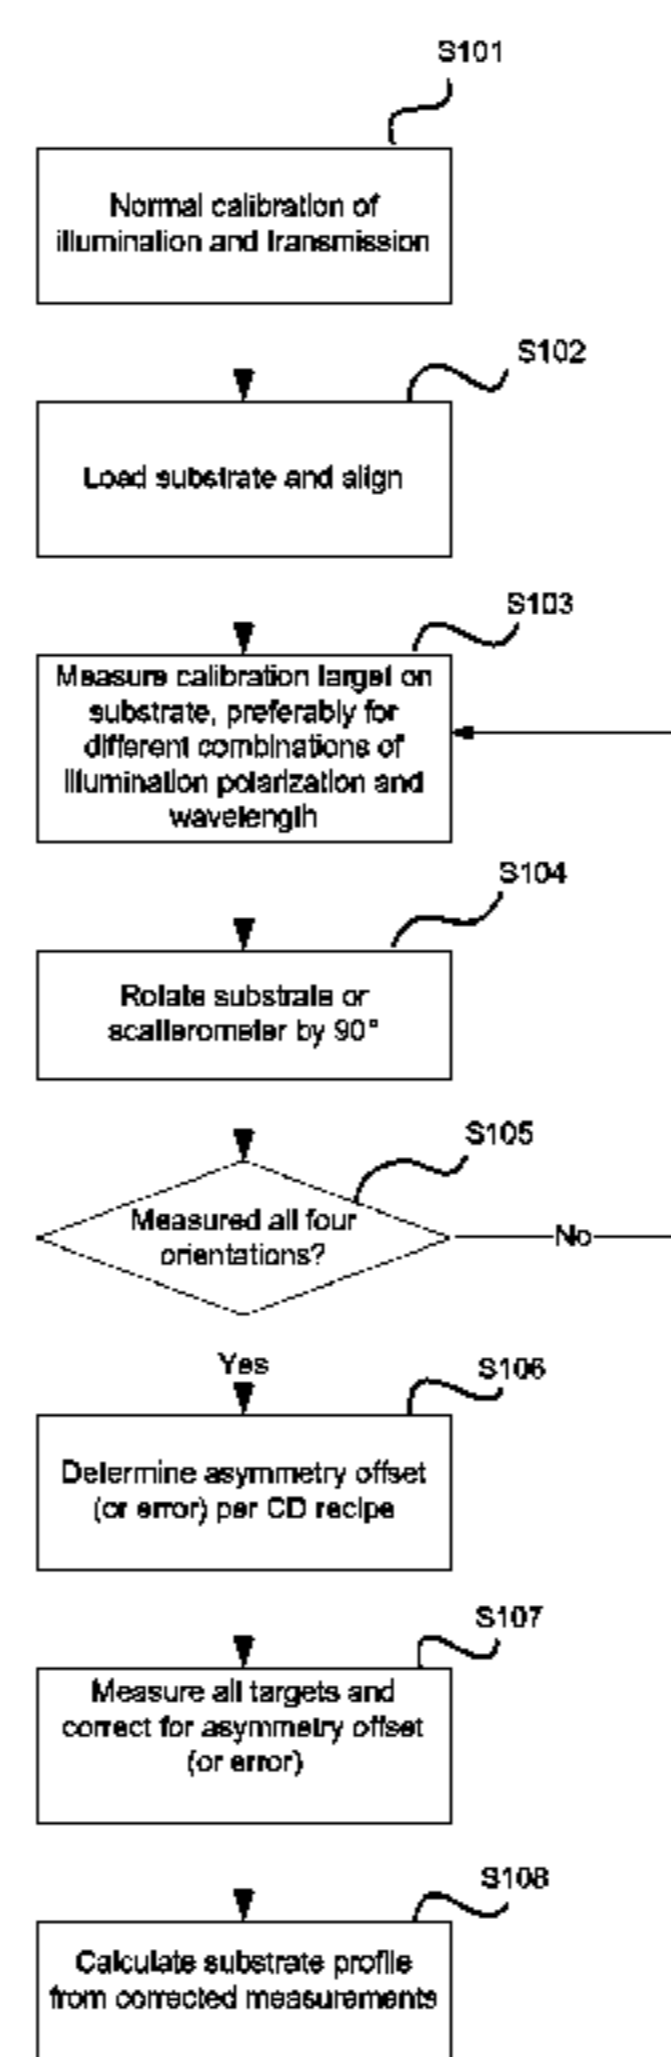 S101
Normal calibration of
illumination and transmission
S102
Load substrate and align
S103
Measure calibration target on
substrate, preferably for
different combinations of
illumination polarization and
wavelength
S104
Rotate substrate or
scatterometer by 90°
S105
Measured all four
orientations?
No
Yes
S106
Determine asymmetry offset
(or error) per CD recipe
S107
Measure all targets and
correct for asymmetry offset
(or error)
S108
Calculate substrate profile
from corrected measurements